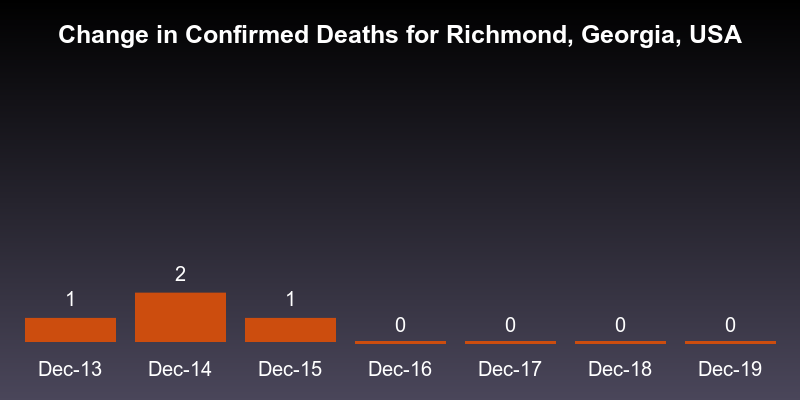 Change in Confirmed Deaths for Richmond, Georgia, USA
1 2 1 0 0 0 0
Dec-13 Dec-14 Dec-15 Dec-16 Dec-17 Dec-18 Dec-19